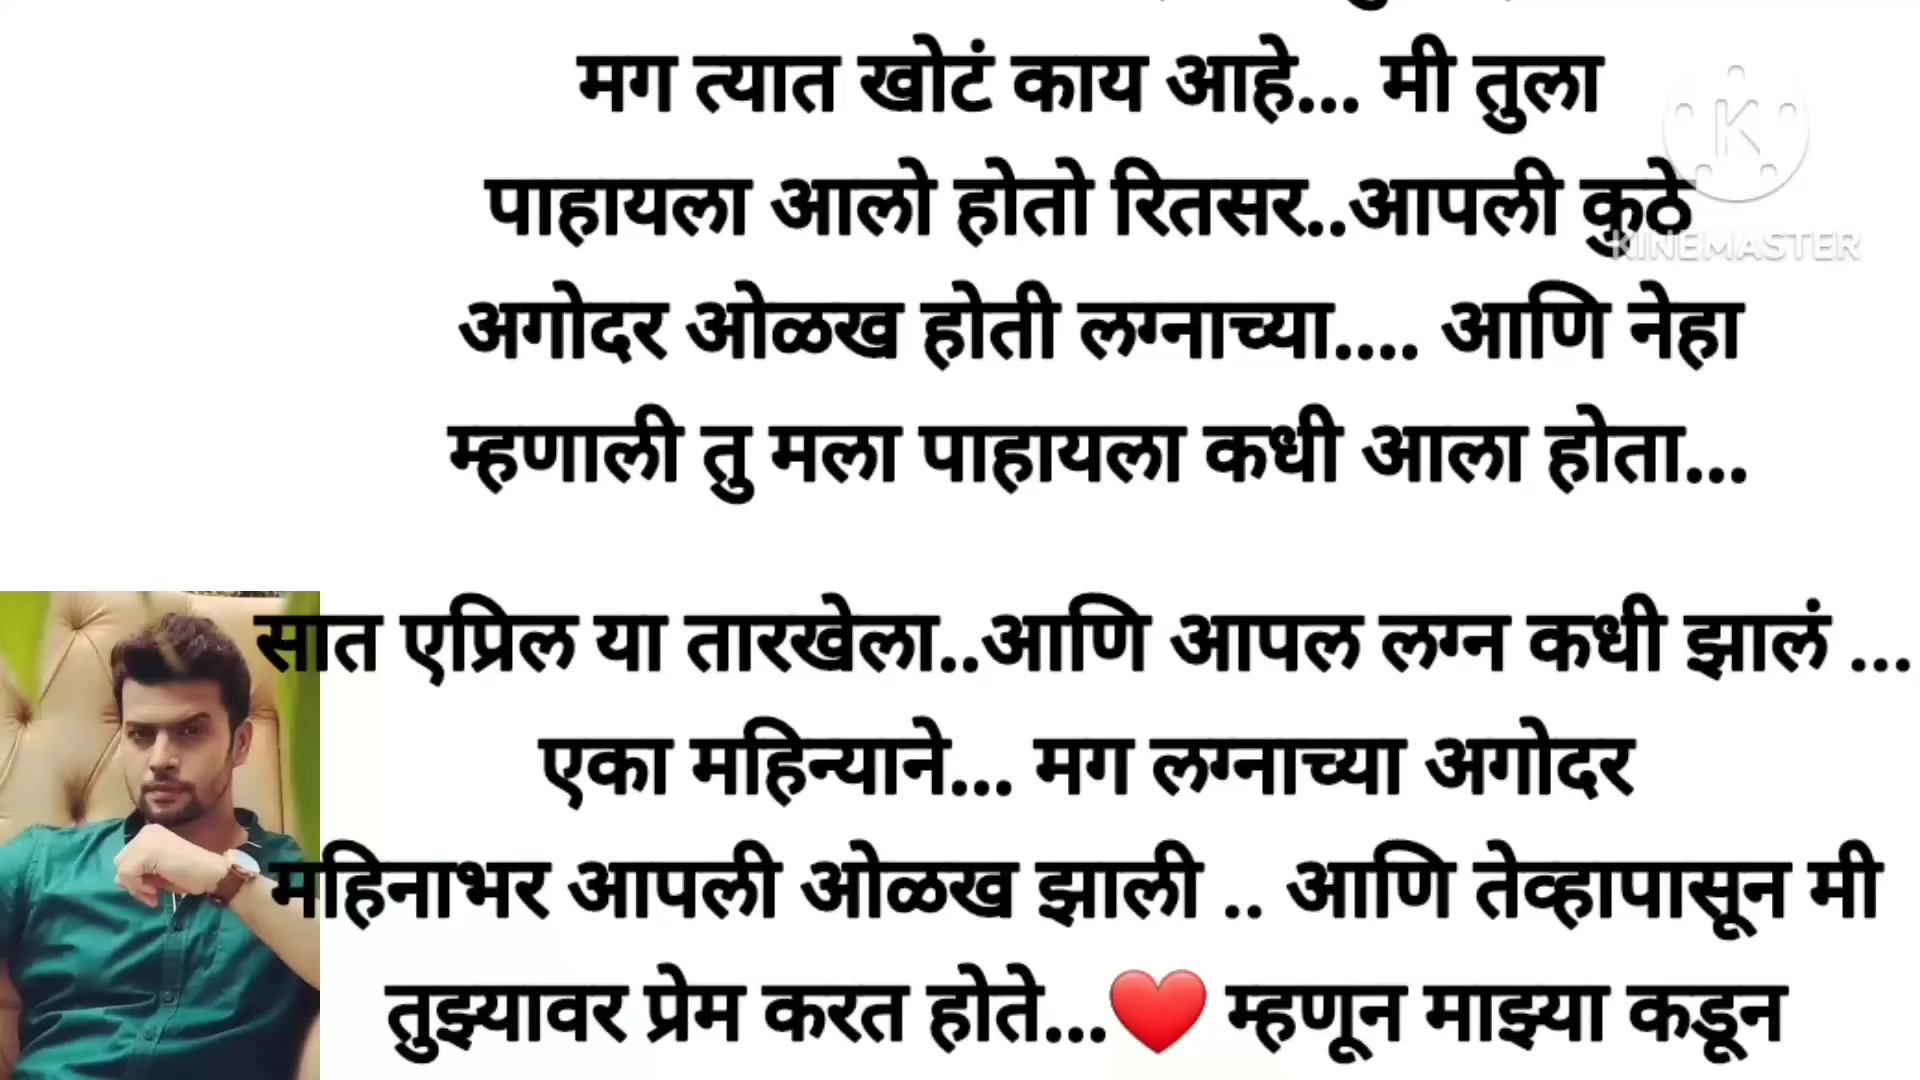 मग त्यात खोटं काय आहे... मी तुला
पाहायला आलो होतो रितसर..आपली कुठे
अगोदर ओळख होती लग्नाच्या.... आणि नेहा
म्हणाली तु मला पाहायला कधी आला होता...
सात एप्रिल या तारखेला..आणि आपल लग्न कधी झालं ...
एका महिन्याने... मग लग्नाच्या अगोदर
महिनाभर आपली ओळख झाली .. आणि तेव्हापासून मी
तुझ्यावर प्रेम करत होते...❤️ म्हणून माझ्या कडून
K
KINEMASTER